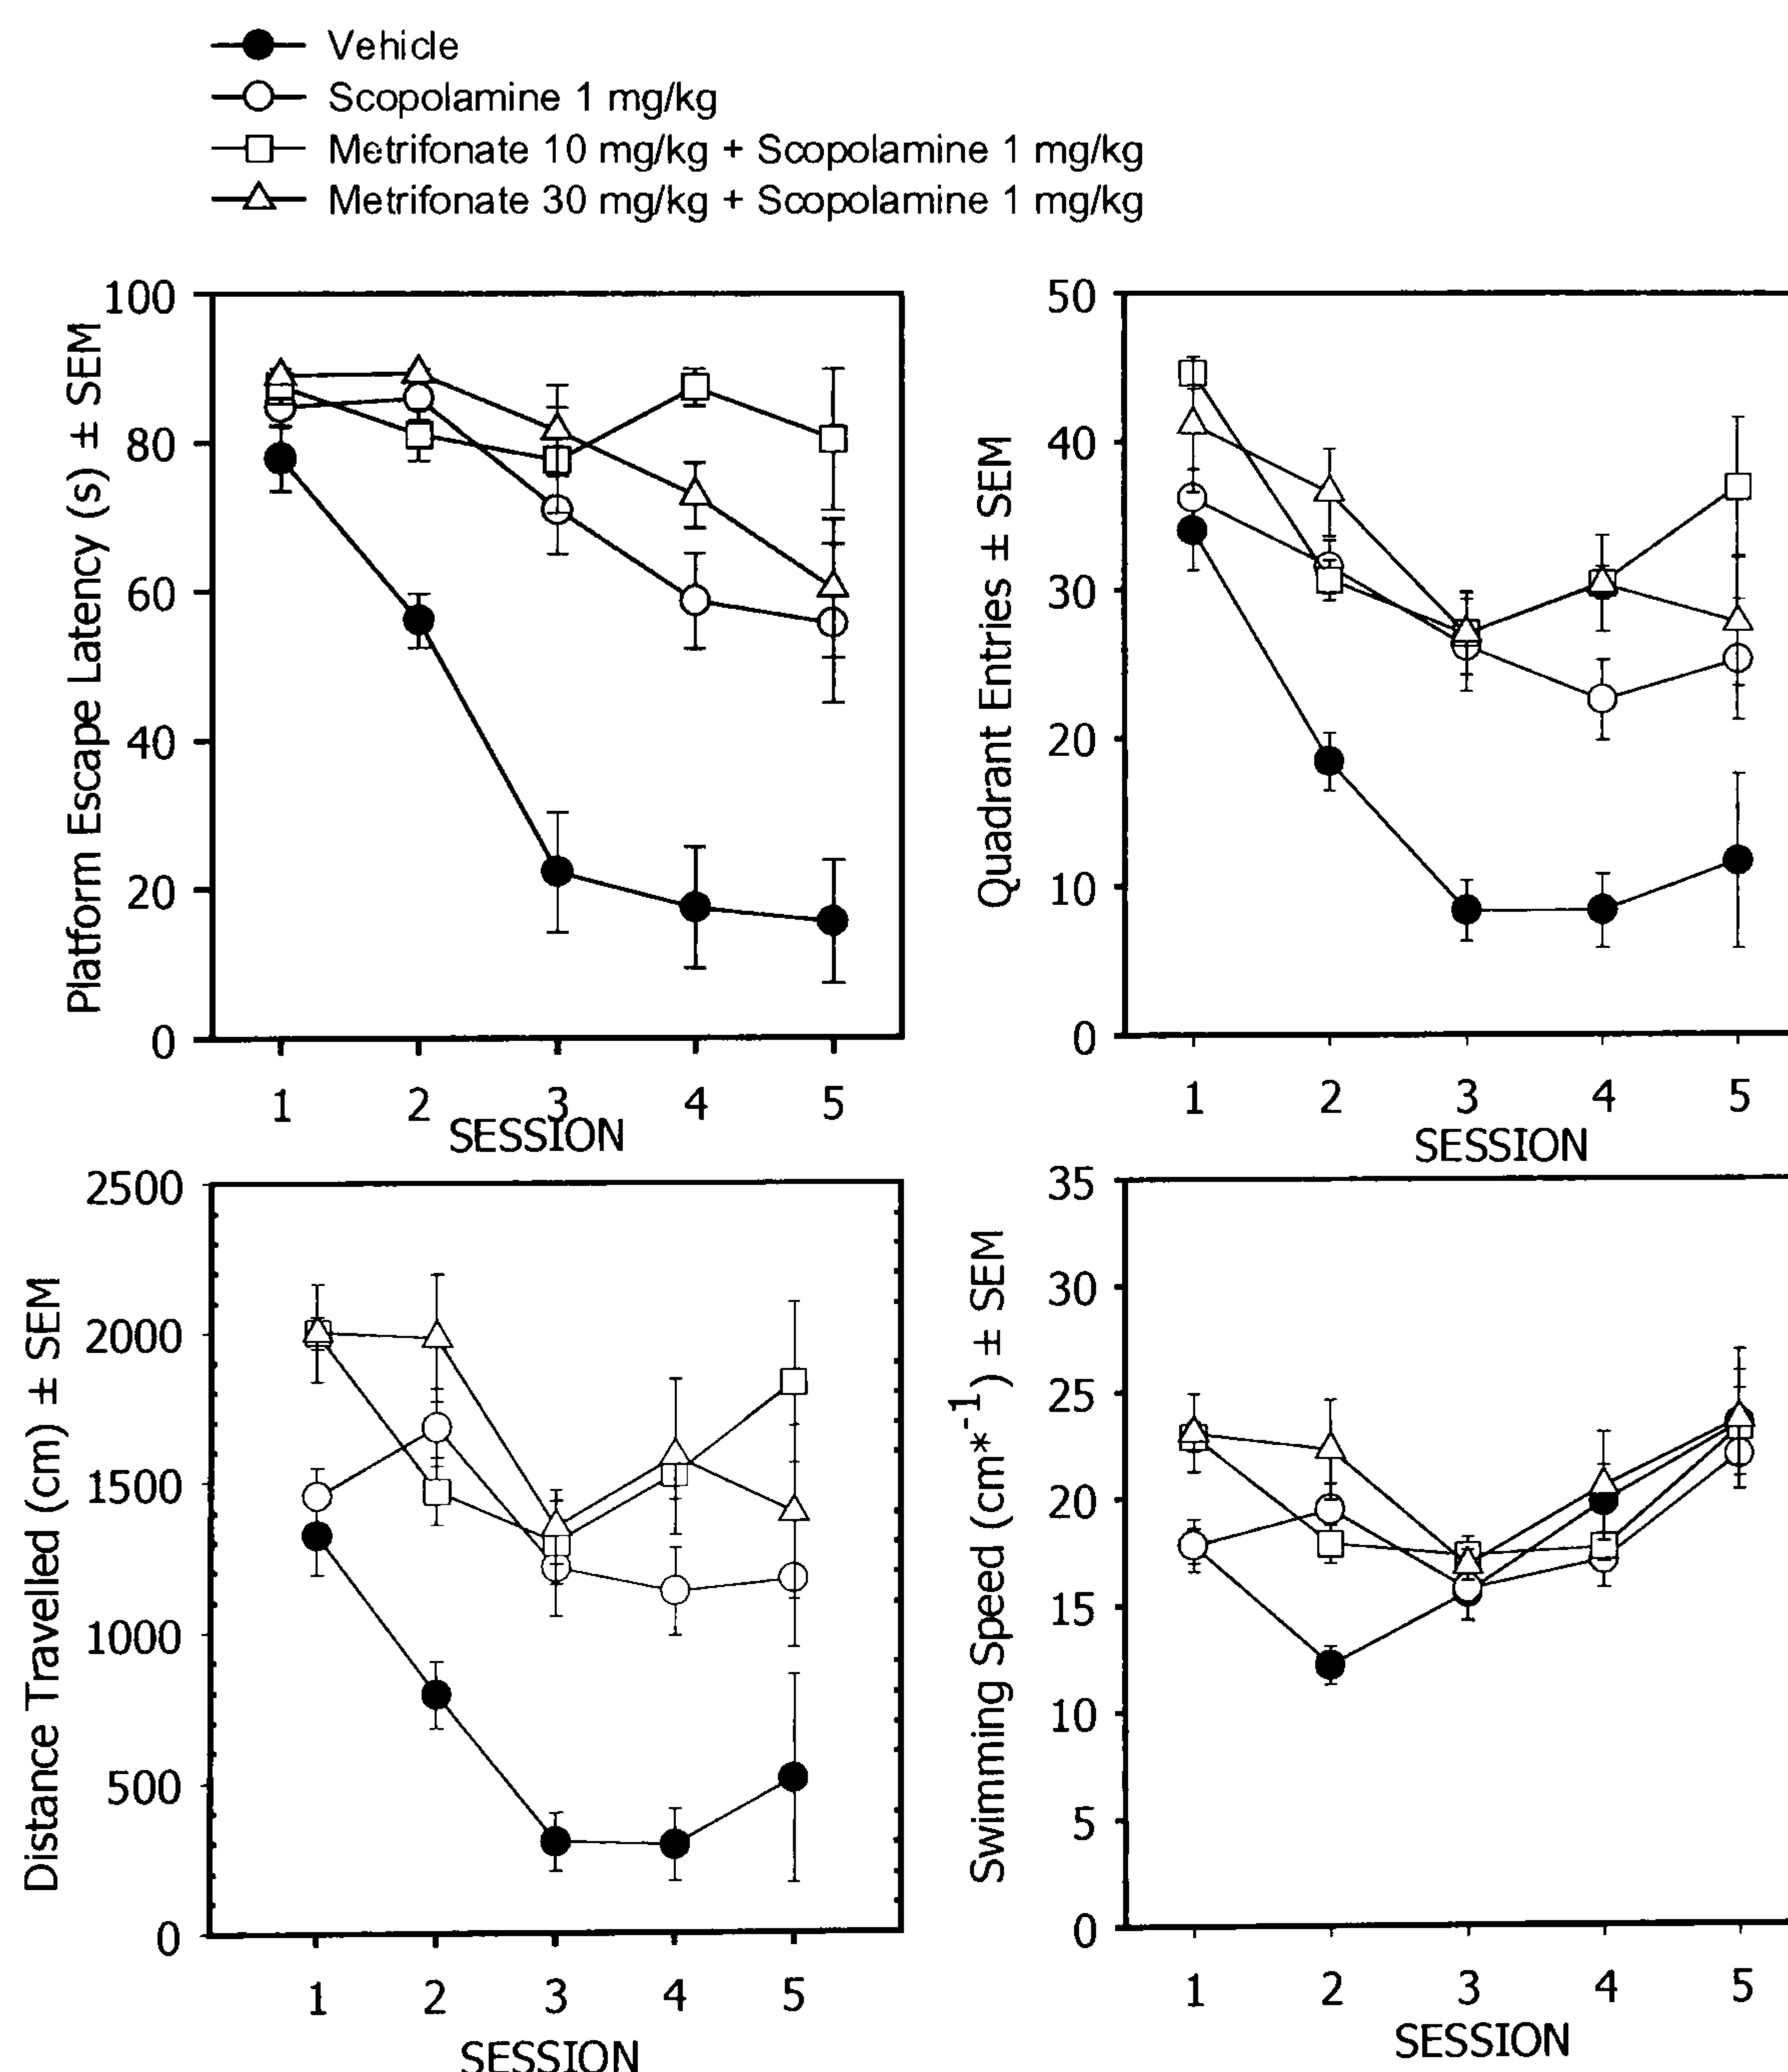 Vehicle
Scopolamine 1 mg/kg
Metrifonate 10 mg/kg + Scopolamine 1 mg/kg
Metrifonate 30 mg/kg + Scopolamine 1 mg/kg
Platform Escape Latency (s) ± SEM
100
80
60
40
20
0
1 2 3 4 5
SESSION
Quadrant Entries ± SEM
50
40
30
20
10
0
1 2 3 4 5
SESSION
Distance Travelled (cm) ± SEM
2500
2000
1500
1000
500
0
1 2 3 4 5
SESSION
Swimming Speed (cm*-1) ± SEM
35
30
25
20
15
10
5
0
1 2 3 4 5
SESSION